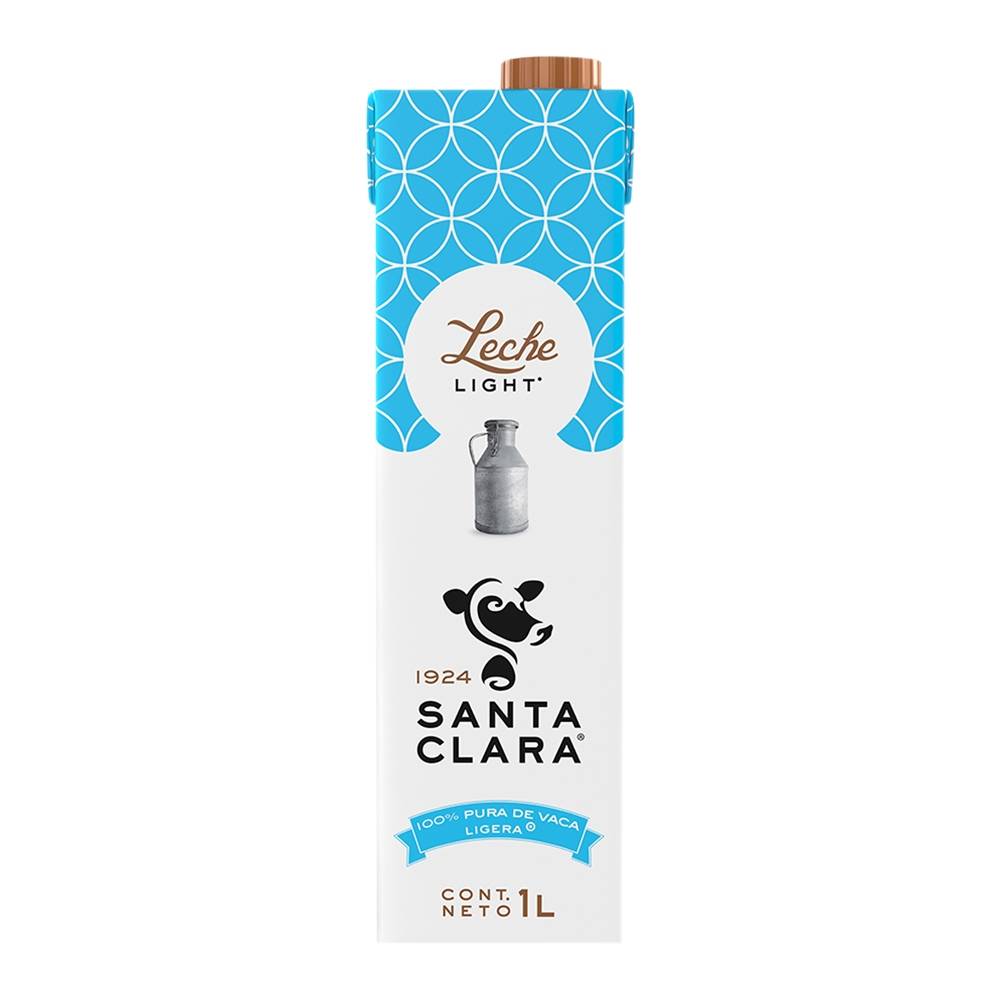 Leche
LIGHT*
1924
SANTA
CLARA®
100% PURA DE VACA
LIGERA
CONT.
NETO 1L